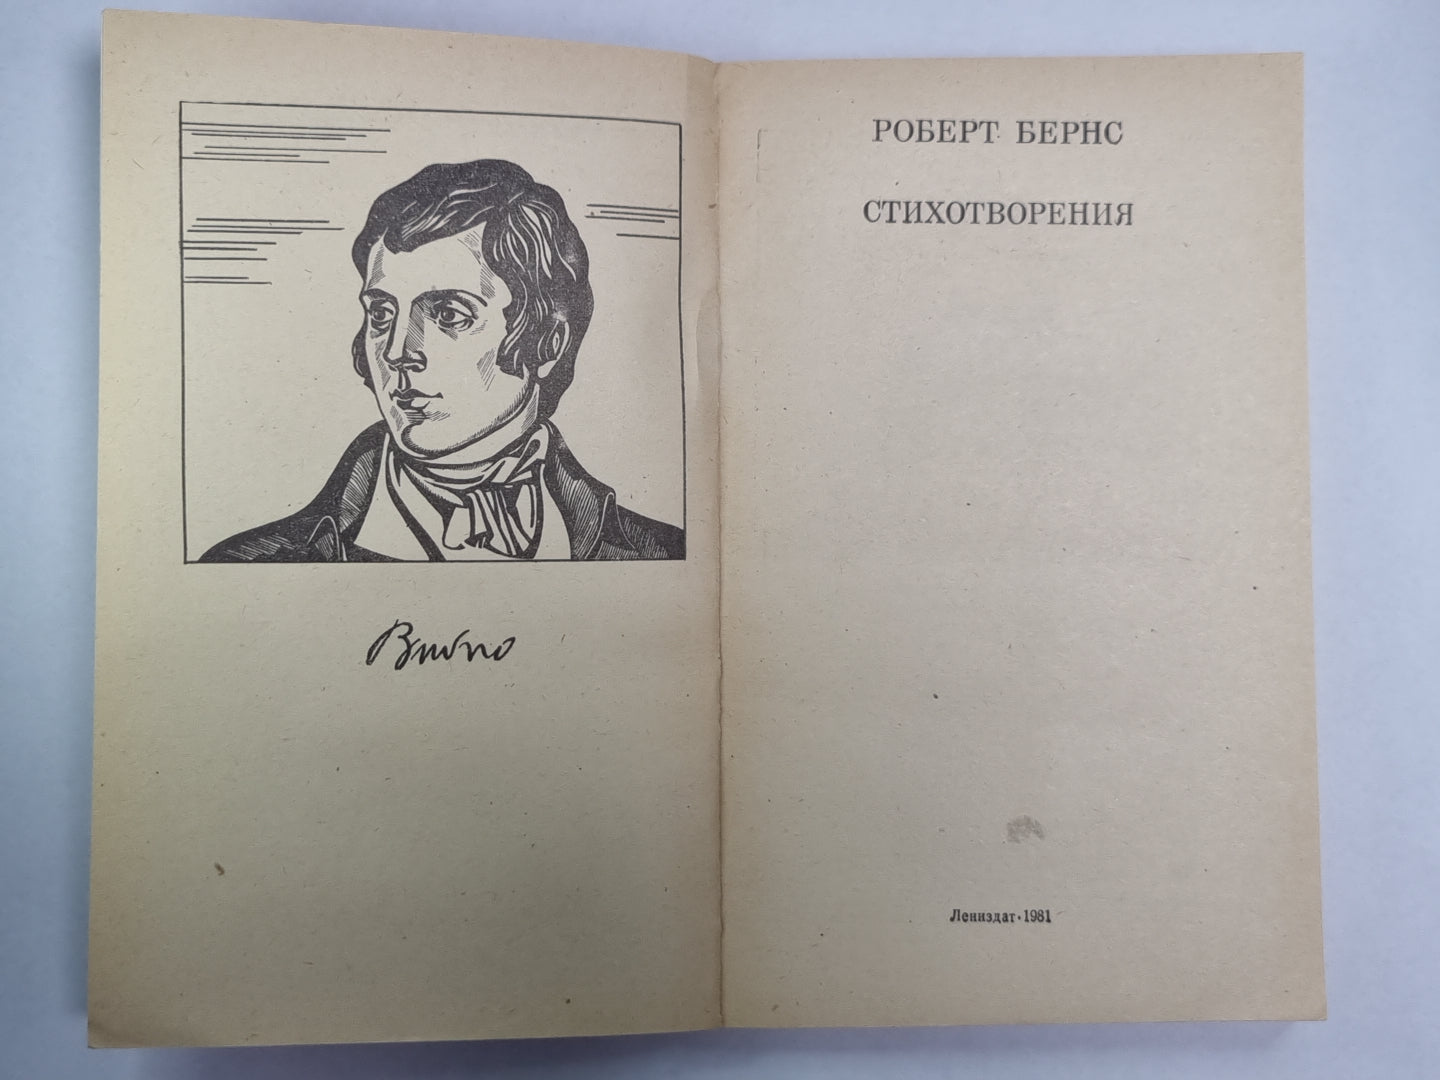 РОБЕРТ БЕРНС
СТИХОТВОРЕНИЯ
Лениздат·1981